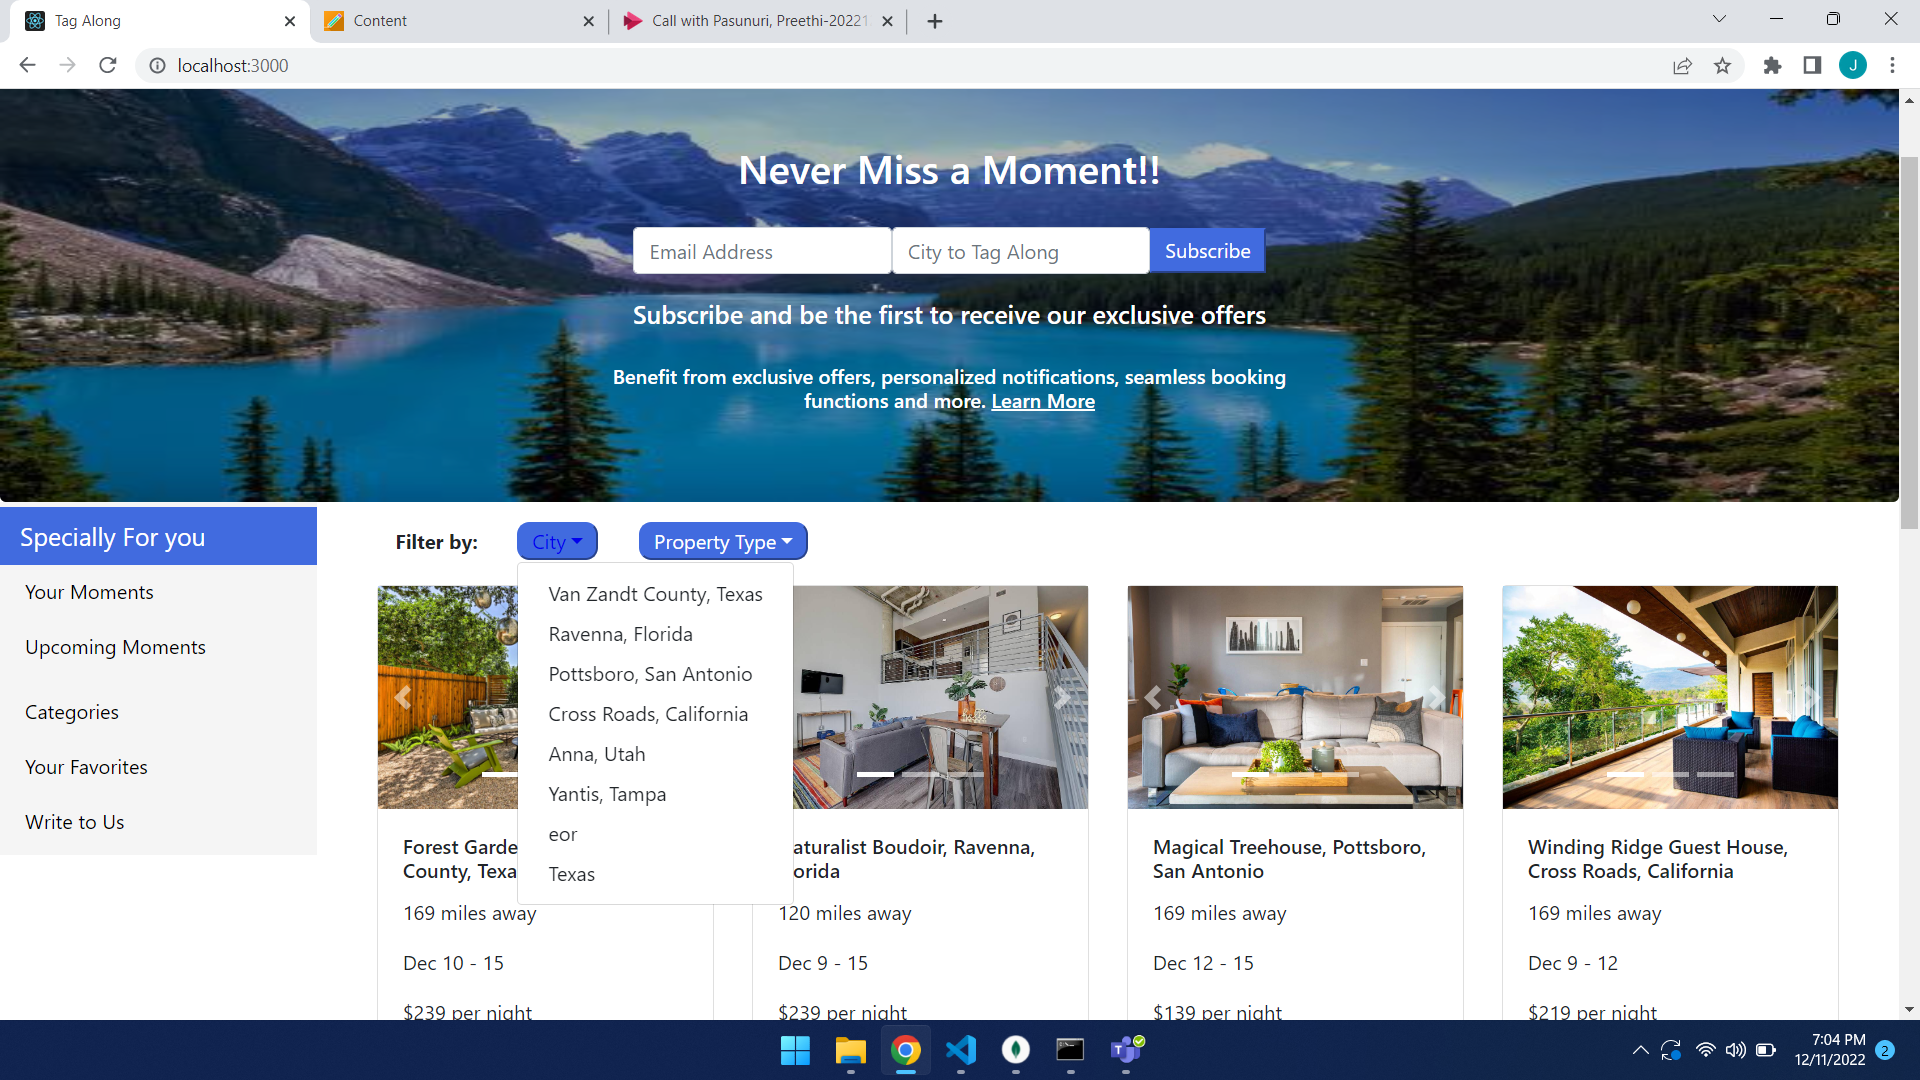 Tag Along
Content
Call with Pasunuri, Preethi-20221
localhost:3000
J
Never Miss a Moment!!
Email Address
City to Tag Along
Subscribe
Subscribe and be the first to receive our exclusive offers
Benefit from exclusive offers, personalized notifications, seamless booking
functions and more. Learn More
Specially For you
Your Moments
Upcoming Moments
Categories
Your Favorites
Write to Us
Filter by:
City
Property Type
Van Zandt County, Texas
Ravenna, Florida
Pottsboro, San Antonio
Cross Roads, California
Anna, Utah
Yantis, Tampa
eor
Texas
Forest Garde
County, Texa
169 miles away
Dec 10 - 15
$239 per night
aturalist Boudoir, Ravenna,
orida
120 miles away
Dec 9 - 15
$239 per night
Magical Treehouse, Pottsboro,
San Antonio
169 miles away
Dec 12 - 15
$139 per night
Winding Ridge Guest House,
Cross Roads, California
169 miles away
Dec 9 - 12
$219 per night
7:04 PM
12/11/2022
2